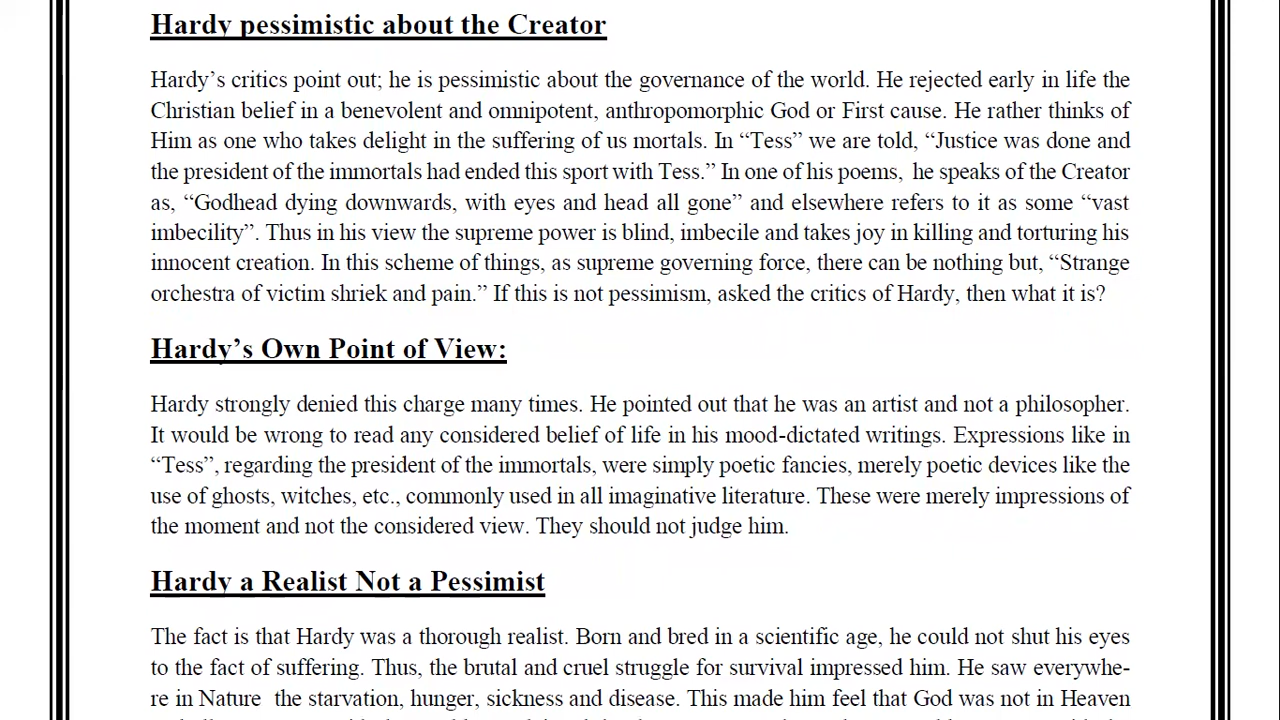 Hardy pessimistic about the Creator
Hardy’s critics point out; he is pessimistic about the governance of the world. He rejected early in life the
Christian belief in a benevolent and omnipotent, anthropomorphic God or First cause. He rather thinks of
Him as one who takes delight in the suffering of us mortals. In “Tess” we are told, “Justice was done and
the president of the immortals had ended this sport with Tess.” In one of his poems, he speaks of the Creator
as, “Godhead dying downwards, with eyes and head all gone” and elsewhere refers to it as some “vast
imbecility”. Thus in his view the supreme power is blind, imbecile and takes joy in killing and torturing his
innocent creation. In this scheme of things, as supreme governing force, there can be nothing but, “Strange
orchestra of victim shriek and pain.” If this is not pessimism, asked the critics of Hardy, then what it is?
Hardy’s Own Point of View:
Hardy strongly denied this charge many times. He pointed out that he was an artist and not a philosopher.
It would be wrong to read any considered belief of life in his mood-dictated writings. Expressions like in
“Tess”, regarding the president of the immortals, were simply poetic fancies, merely poetic devices like the
use of ghosts, witches, etc., commonly used in all imaginative literature. These were merely impressions of
the moment and not the considered view. They should not judge him.
Hardy a Realist Not a Pessimist
The fact is that Hardy was a thorough realist. Born and bred in a scientific age, he could not shut his eyes
to the fact of suffering. Thus, the brutal and cruel struggle for survival impressed him. He saw everywhe-
re in Nature the starvation, hunger, sickness and disease. This made him feel that God was not in Heaven